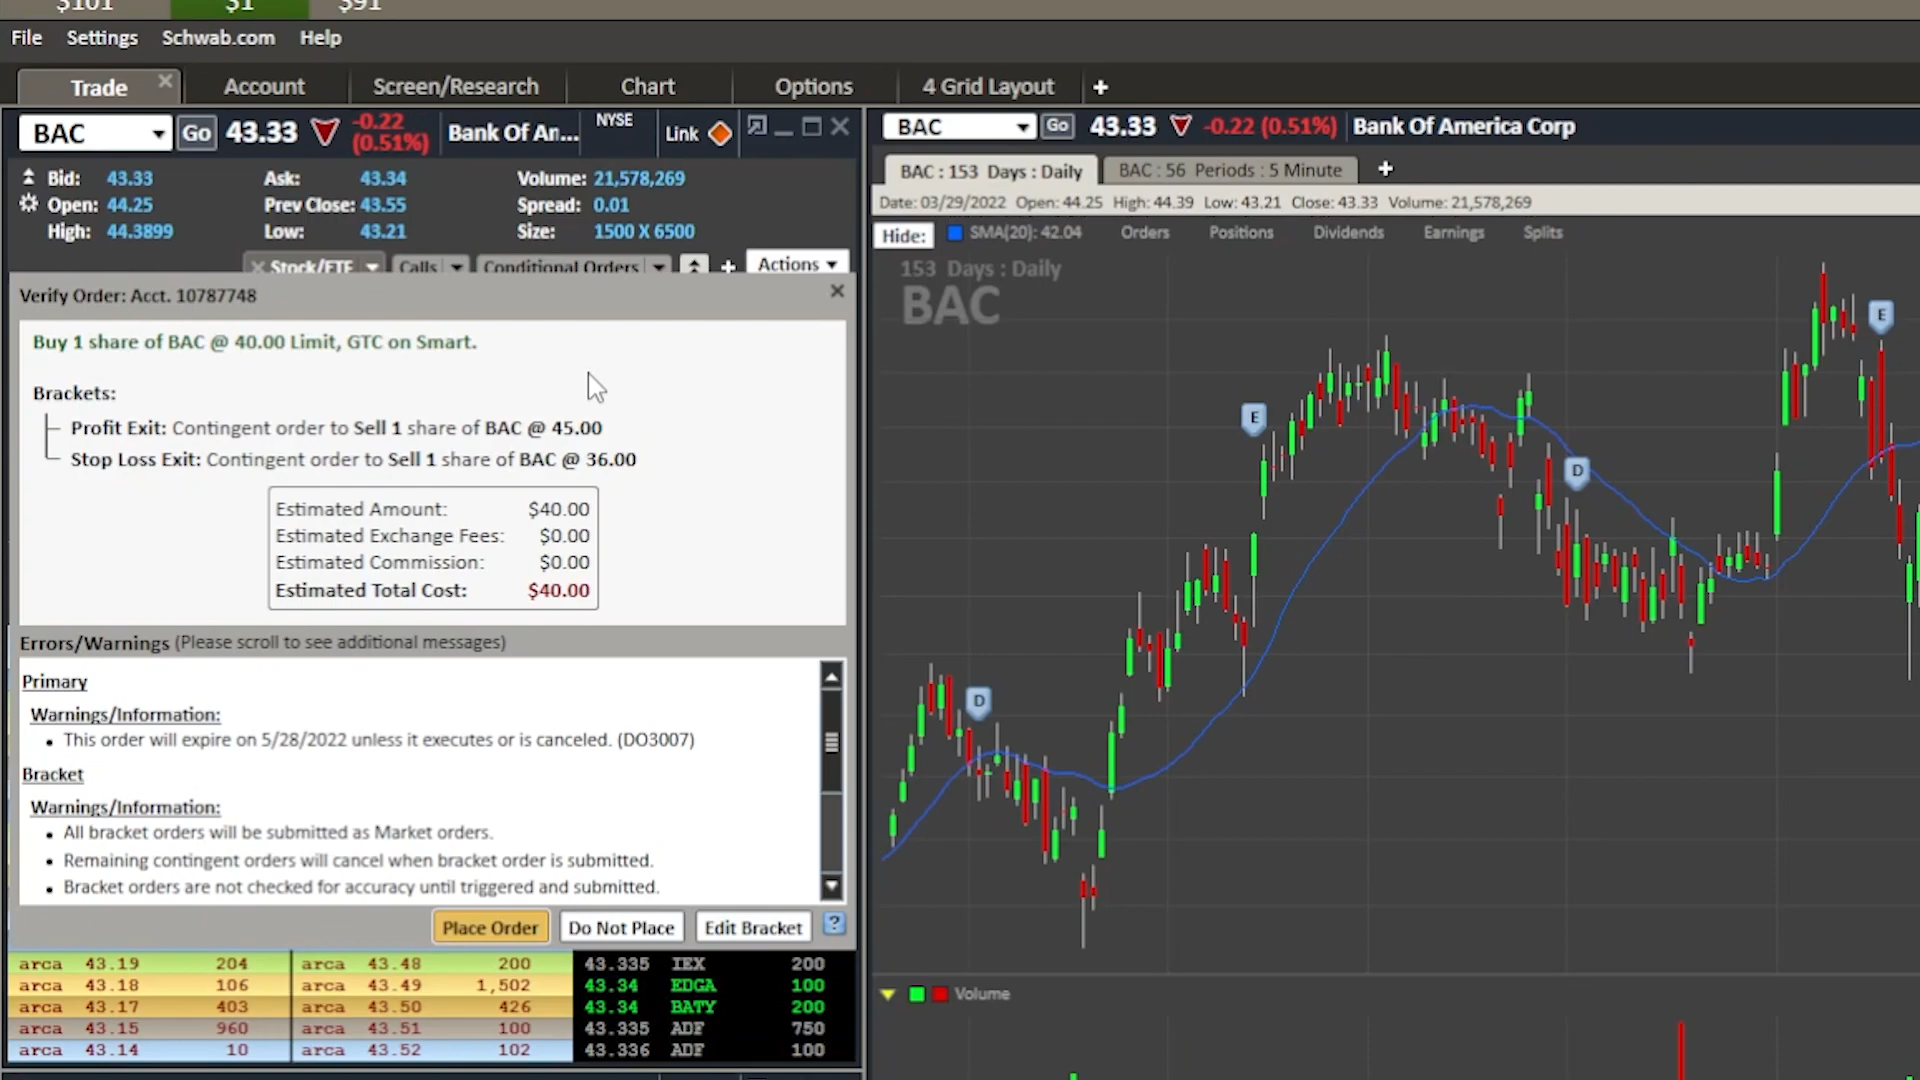 $101 $1 $91
File Settings Schwab.com Help
Trade Account Screen/Research Chart Options 4 Grid Layout +
BAC Go 43.33 -0.22 (0.51%) Bank Of An... NYSE Link
Bid: 43.33 Ask: 43.34 Volume: 21,578,269
Open: 44.25 Prev Close: 43.55 Spread: 0.01
High: 44.3899 Low: 43.21 Size: 1500 X 6500
Stock/ETF Calls Conditional Orders + Actions
Verify Order: Acct. 10787748
Buy 1 share of BAC @ 40.00 Limit, GTC on Smart.
Brackets:
Profit Exit: Contingent order to Sell 1 share of BAC @ 45.00
Stop Loss Exit: Contingent order to Sell 1 share of BAC @ 36.00
Estimated Amount: $40.00
Estimated Exchange Fees: $0.00
Estimated Commission: $0.00
Estimated Total Cost: $40.00
Errors/Warnings (Please scroll to see additional messages)
Primary
Warnings/Information:
• This order will expire on 5/28/2022 unless it executes or is canceled. (DO3007)
Bracket
Warnings/Information:
• All bracket orders will be submitted as Market orders.
• Remaining contingent orders will cancel when bracket order is submitted.
• Bracket orders are not checked for accuracy until triggered and submitted.
Place Order Do Not Place Edit Bracket ?
arca 43.19 204 arca 43.48 200 43.335 IEX 200
arca 43.18 106 arca 43.49 1,502 43.34 EDGA 100
arca 43.17 403 arca 43.50 426 43.34 BATY 200
arca 43.15 960 arca 43.51 100 43.335 ADF 750
arca 43.14 10 arca 43.52 102 43.336 ADF 100
BAC Go 43.33 -0.22 (0.51%) Bank Of America Corp
BAC : 153 Days : Daily BAC : 56 Periods : 5 Minute +
Date: 03/29/2022 Open: 44.25 High: 44.39 Low: 43.21 Close: 43.33 Volume: 21,578,269
Hide: SMA(20): 42.04 Orders Positions Dividends Earnings Splits
153 Days : Daily
BAC
E
E
D
D
Volume